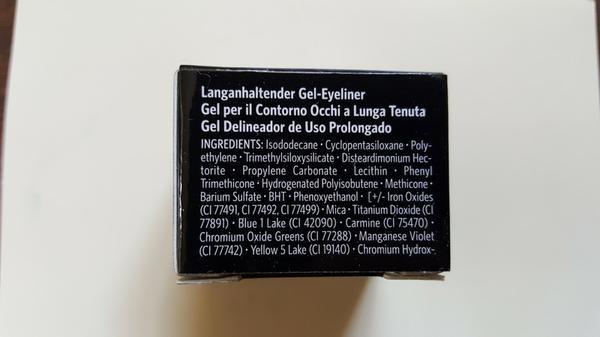 Langanhaltender Gel-Eyeliner
Gel per il Contorno Occhi a Lunga Tenuta
Gel Delineador de Uso Prolongado
INGREDIENTS: Isododecane · Cyclopentasiloxane · Poly-
ethylene · Trimethylsiloxysilicate · Disteardimonium Hec-
torite · Propylene Carbonate · Lecithin · Phenyl
Trimethicone · Hydrogenated Polyisobutene · Methicone ·
Barium Sulfate · BHT · Phenoxyethanol · [+/- Iron Oxides
(CI 77491, CI 77492, CI 77499) · Mica · Titanium Dioxide (CI
77891) · Blue 1 Lake (CI 42090) · Carmine (CI 75470) ·
Chromium Oxide Greens (CI 77288) · Manganese Violet
(CI 77742) · Yellow 5 Lake (CI 19140) · Chromium Hydrox-